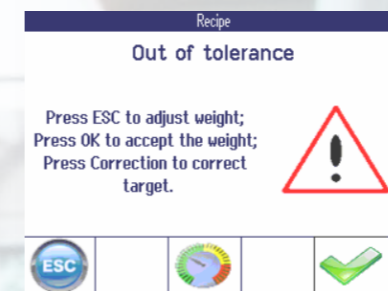 Recipe
Out of tolerance
Press ESC to adjust weight;
Press OK to accept the weight;
Press Correction to correct
target.
ESC